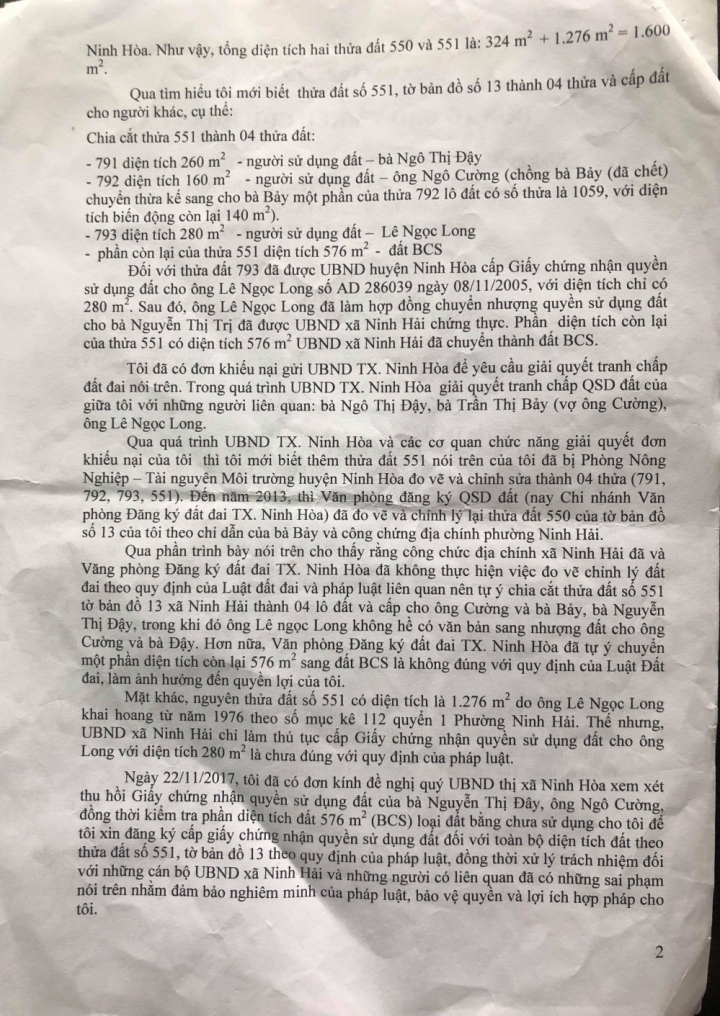 Ninh Hòa. Như vậy, tổng diện tích hai thửa đất 550 và 551 là: 324 m² + 1.276 m² = 1.600
m².
Qua tìm hiểu tôi mới biết thửa đất số 551, tờ bản đồ số 13 thành 04 thửa và cấp đất
cho người khác, cụ thể:
Chia cắt thửa 551 thành 04 thửa đất:
- 791 diện tích 260 m² - người sử dụng đất – bà Ngô Thị Đậy
- 792 diện tích 160 m² - người sử dụng đất – ông Ngô Cường (chồng bà Bảy (đã chết)
chuyển thừa kế sang cho bà Bảy một phần của thửa 792 lô đất có số thửa là 1059, với diện
tích biến động còn lại 140 m²).
- 793 diện tích 280 m² - người sử dụng đất – Lê Ngọc Long
- phần còn lại của thửa 551 diện tích 576 m² - đất BCS
Đối với thửa đất 793 đã được UBND huyện Ninh Hòa cấp Giấy chứng nhận quyền
sử dụng đất cho ông Lê Ngọc Long số AD 286039 ngày 08/11/2005, với diện tích chỉ có
280 m². Sau đó, ông Lê Ngọc Long đã làm hợp đồng chuyển nhượng quyền sử dụng đất
cho bà Nguyễn Thị Trị đã được UBND xã Ninh Hải chứng thực. Phần diện tích còn lại
của thửa 551 có diện tích 576 m² UBND xã Ninh Hải đã chuyển thành đất BCS.
Tôi đã có đơn khiếu nại gửi UBND TX. Ninh Hòa để yêu cầu giải quyết tranh chấp
đất đai nói trên. Trong quá trình UBND TX. Ninh Hòa giải quyết tranh chấp QSD đất của
giữa tôi với những người liên quan: bà Ngô Thị Đậy, bà Trần Thị Bảy (vợ ông Cường),
ông Lê Ngọc Long.
Qua quá trình UBND TX. Ninh Hòa và các cơ quan chức năng giải quyết đơn
khiếu nại của tôi thì tôi mới biết thêm thửa đất 551 nói trên của tôi đã bị Phòng Nông
Nghiệp – Tài nguyên Môi trường huyện Ninh Hòa đo vẽ và chỉnh sửa thành 04 thửa (791,
792, 793, 551). Đến năm 2013, thì Văn phòng đăng ký QSD đất (nay Chi nhánh Văn
phòng Đăng ký đất đai TX. Ninh Hòa) đã đo vẽ và chỉnh lý lại thửa đất 550 của tờ bản đồ
số 13 của tôi theo chỉ dẫn của bà Bảy và công chứng địa chính phường Ninh Hải.
Qua phần trình bày nói trên cho thấy rằng công chức địa chính xã Ninh Hải đã và
Văng phòng Đăng ký đất đai TX. Ninh Hòa đã không thực hiện việc đo vẽ chỉnh lý đất
đai theo quy định của Luật đất đai và pháp luật liên quan nên tự ý chia cắt thửa đất số 551
tờ bản đồ 13 xã Ninh Hải thành 04 lô đất và cấp cho ông Cường và bà Bảy, bà Nguyễn
Thị Đậy, trong khi đó ông Lê ngọc Long không hề có văn bản sang nhượng đất cho ông
Cường và bà Đậy. Hơn nữa, Văn phòng Đăng ký đất đai TX. Ninh Hòa đã tự ý chuyển
một phần diện tích còn lại 576 m² sang đất BCS là không đúng với quy định của Luật Đất
đai, làm ảnh hưởng đến quyền lợi của tôi.
Mặt khác, nguyên thửa đất số 551 có diện tích là 1.276 m² do ông Lê Ngọc Long
khai hoang từ năm 1976 theo số mục kê 112 quyển 1 Phường Ninh Hải. Thế nhưng,
UBND xã Ninh Hải chỉ làm thủ tục cấp Giấy chứng nhận quyền sử dụng đất cho ông
Long với diện tích 280 m² là chưa đúng với quy định của pháp luật.
Ngày 22/11/2017, tôi đã có đơn kính đề nghị quý UBND thị xã Ninh Hòa xem xét
thu hồi Giấy chứng nhận quyền sử dụng đất của bà Nguyễn Thị Đây, ông Ngô Cường,
đồng thời kiểm tra phần diện tích đất 576 m² (BCS) loại đất bằng chưa sử dụng cho tôi để
tôi xin đăng ký cấp giấy chứng nhận quyền sử dụng đất đối với toàn bộ diện tích đất theo
thửa đất số 551, tờ bản đồ 13 theo quy định của pháp luật, đồng thời xử lý trách nhiệm đối
với những cán bộ UBND xã Ninh Hải và những người có liên quan đã có những sai phạm
nói trên nhằm đảm bảo nghiêm minh của pháp luật, bảo vệ quyền và lợi ích hợp pháp cho
tôi.
2